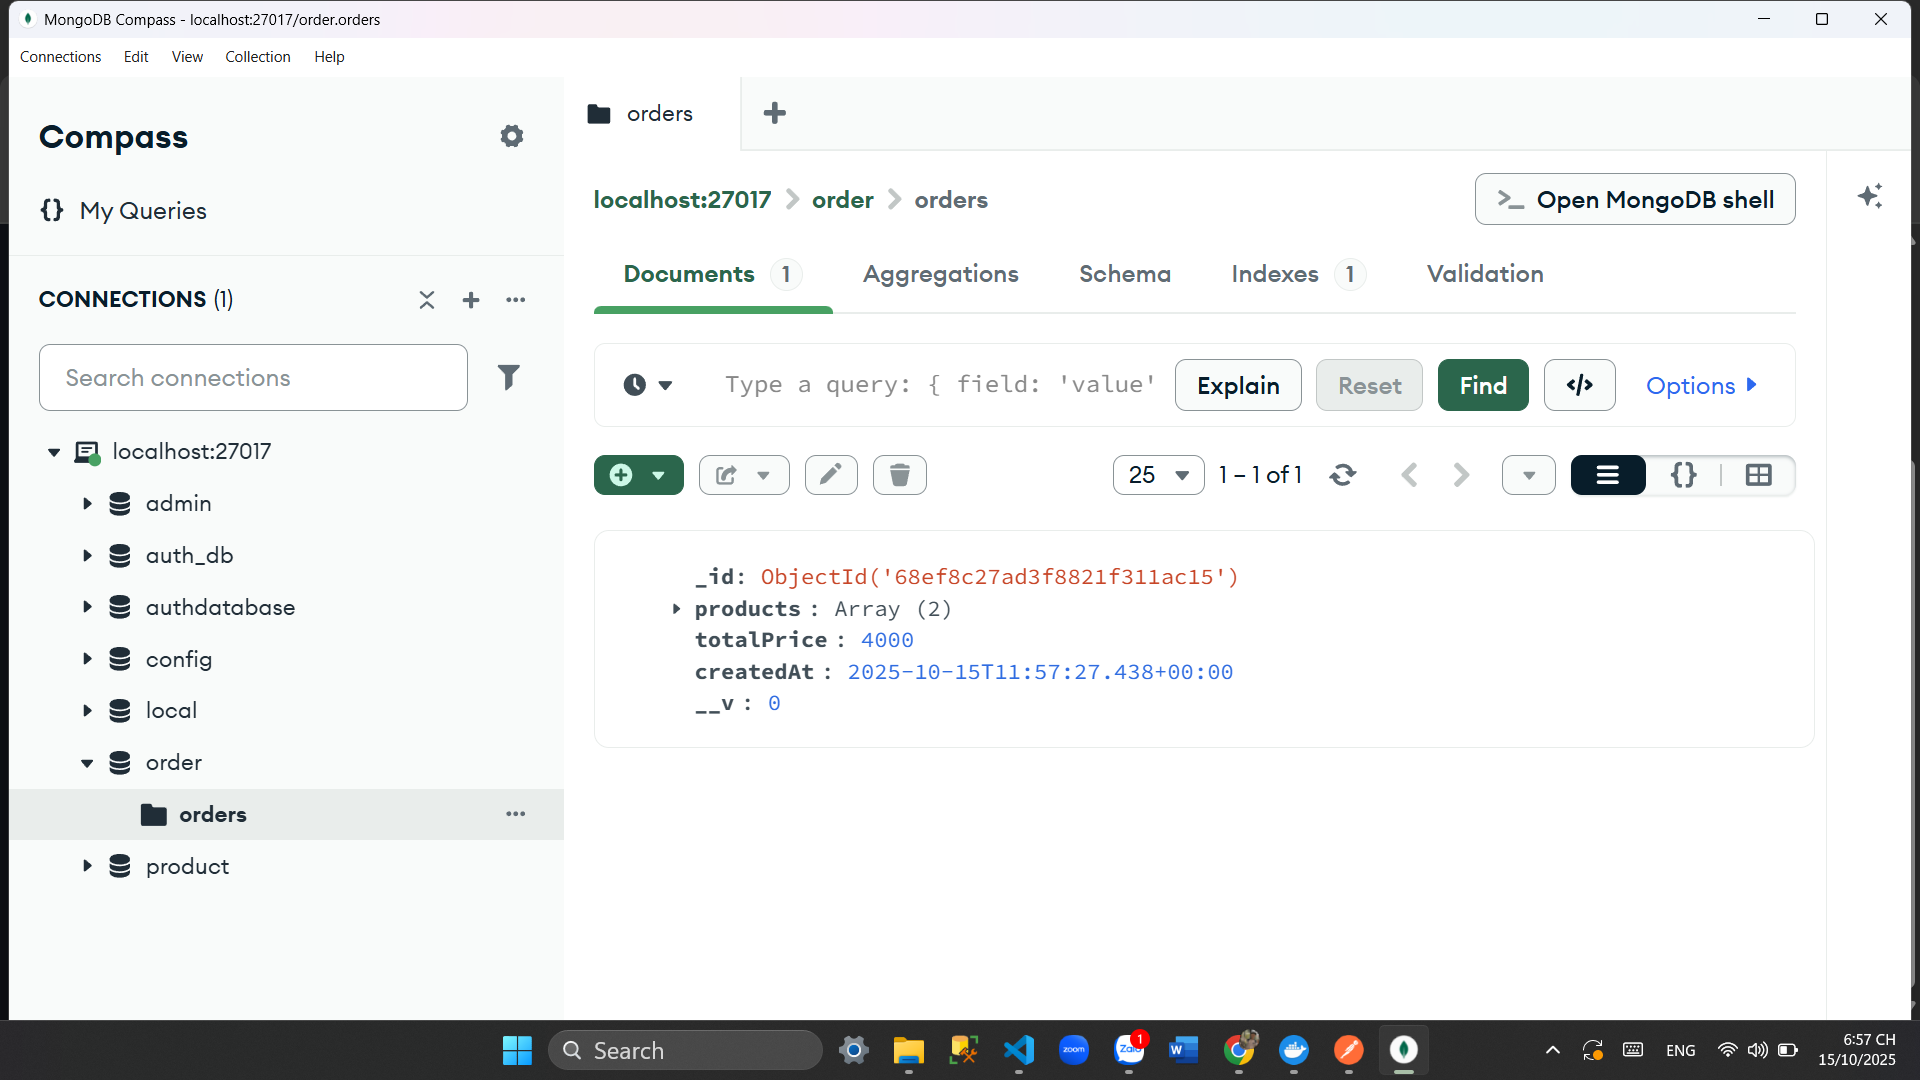 MongoDB Compass - localhost:27017/order.orders
Connections Edit View Collection Help
Compass
{} My Queries
CONNECTIONS (1)
Search connections
localhost:27017
admin
auth_db
authdatabase
config
local
order
orders
product
orders
localhost:27017 > order > orders
>_ Open MongoDB shell
Documents 1 Aggregations Schema Indexes 1 Validation
Type a query: { field: 'value' Explain Reset Find </> Options
25 1 – 1 of 1 {}
_id: ObjectId('68ef8c27ad3f8821f311ac15')
products : Array (2)
totalPrice : 4000
createdAt : 2025-10-15T11:57:27.438+00:00
__v : 0
Search
zoom
Zalo
1
W
ENG
6:57 CH
15/10/2025